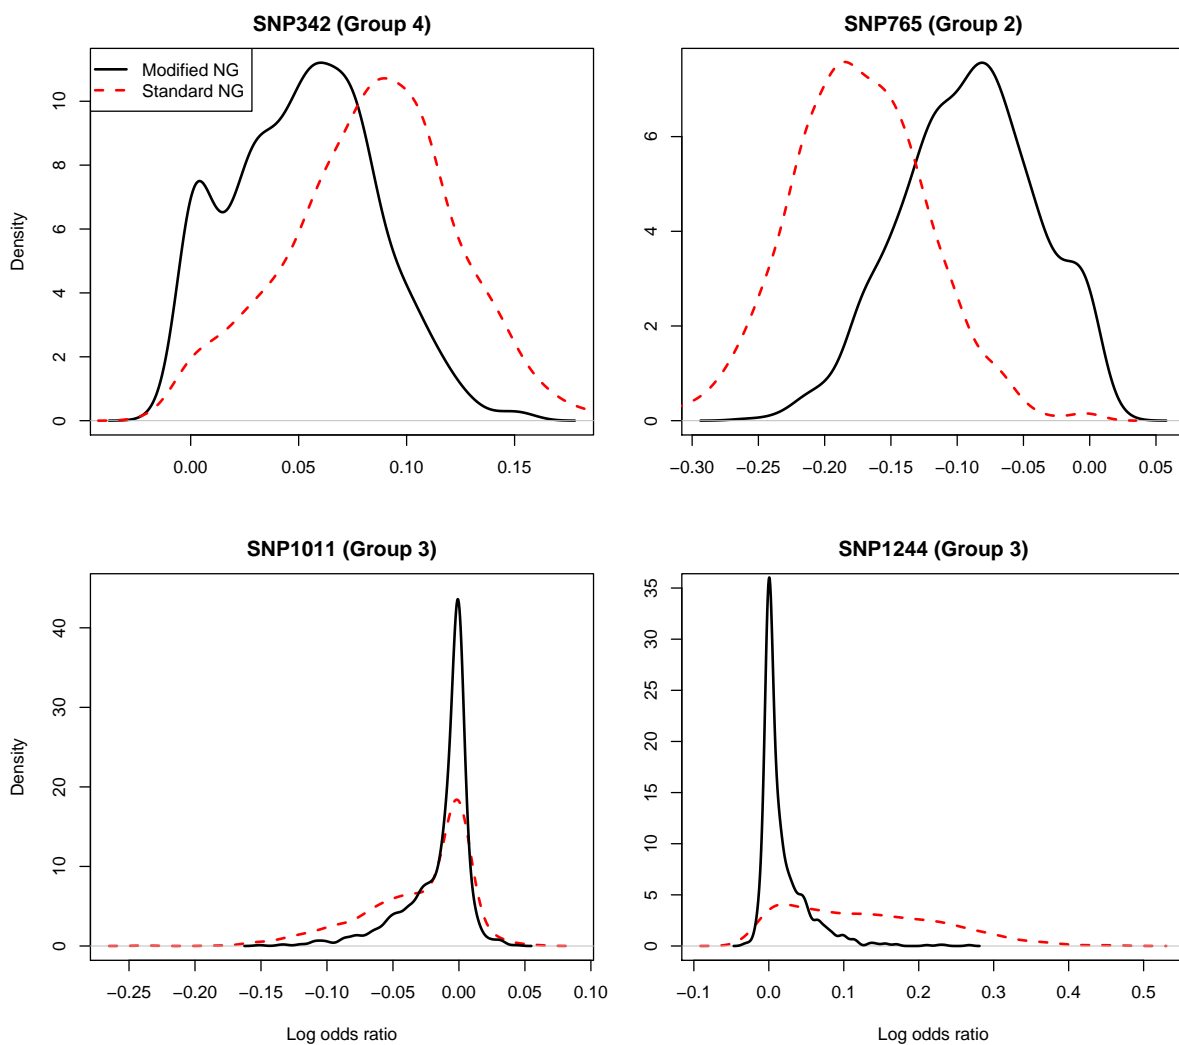 SNP342 (Group 4)
Modified NG
Standard NG
Density
0 2 4 6 8 10
0.00 0.05 0.10 0.15
SNP765 (Group 2)
0 2 4 6
−0.30 −0.25 −0.20 −0.15 −0.10 −0.05 0.00 0.05
SNP1011 (Group 3)
Density
0 10 20 30 40
−0.25 −0.20 −0.15 −0.10 −0.05 0.00 0.05 0.10
Log odds ratio
SNP1244 (Group 3)
0 5 10 15 20 25 30 35
−0.1 0.0 0.1 0.2 0.3 0.4 0.5
Log odds ratio